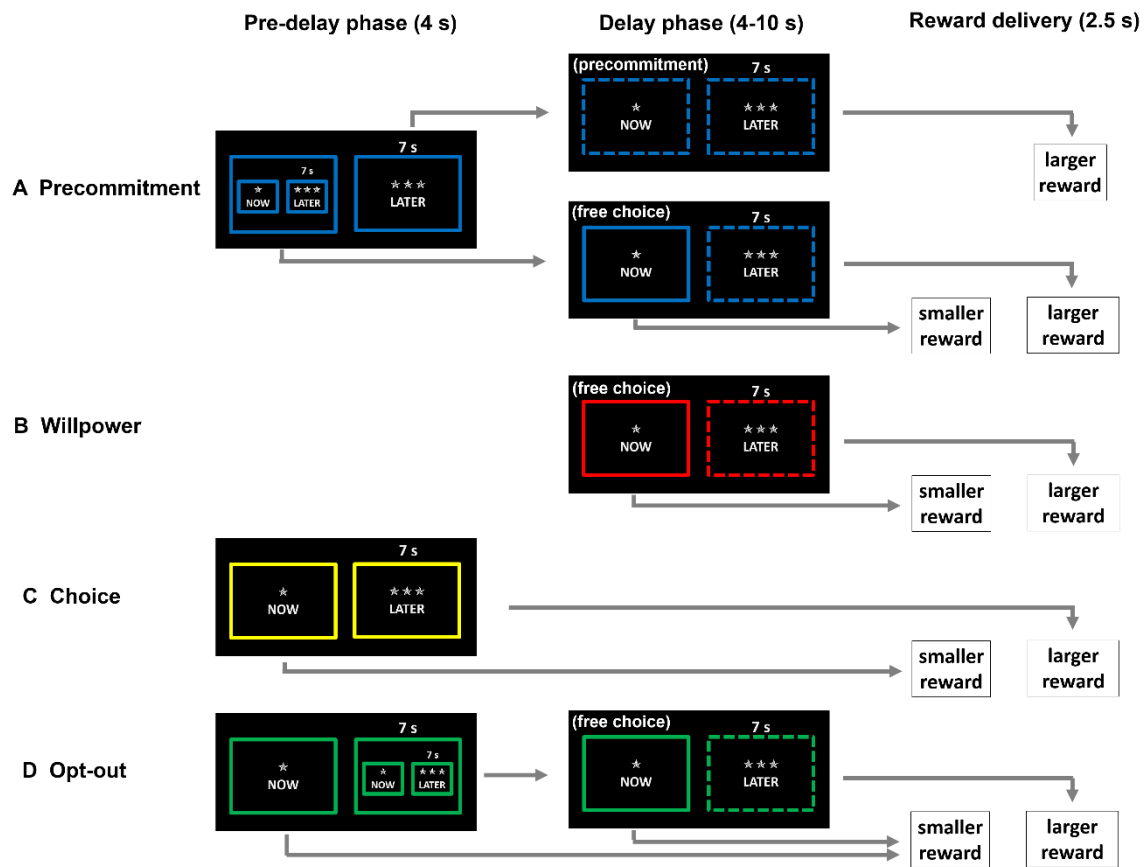 Pre-delay phase (4 s)
Delay phase (4-10 s)
Reward delivery (2.5 s)
A Precommitment
7 s
7 s
★
NOW
★★★
LATER
★★★
LATER
(precommitment)
7 s
★
NOW
★★★
LATER
larger
reward
(free choice)
7 s
★
NOW
★★★
LATER
smaller
reward
larger
reward
B Willpower
(free choice)
7 s
★
NOW
★★★
LATER
smaller
reward
larger
reward
C Choice
7 s
★
NOW
★★★
LATER
smaller
reward
larger
reward
D Opt-out
7 s
★
NOW
7 s
★
NOW
★★★
LATER
(free choice)
7 s
★
NOW
★★★
LATER
smaller
reward
larger
reward